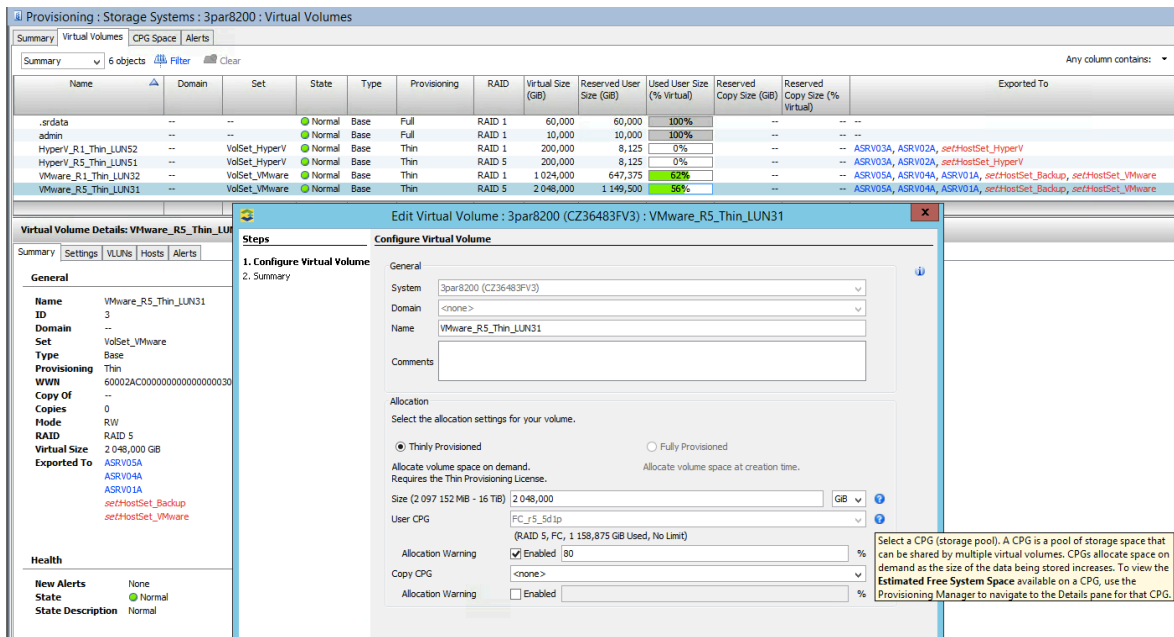 Provisioning : Storage Systems : 3par8200 : Virtual Volumes
Summary Virtual Volumes CPG Space Alerts
Summary 6 objects Filter Clear Any column contains:
Name Domain Set State Type Provisioning RAID Virtual Size (GiB) Reserved User Size (GiB) Used User Size (% Virtual) Reserved Copy Size (GiB) Reserved Copy Size (% Virtual) Exported To
.srdata -- -- Normal Base Full RAID 1 60,000 60,000 100% -- -- --
admin -- -- Normal Base Full RAID 1 10,000 10,000 100% -- -- --
HyperV_R1_Thin_LUN52 -- VolSet_HyperV Normal Base Thin RAID 1 200,000 8,125 0% -- -- ASRV03A, ASRV02A, set:HostSet_HyperV
HyperV_R5_Thin_LUN51 -- VolSet_HyperV Normal Base Thin RAID 5 200,000 8,125 0% -- -- ASRV03A, ASRV02A, set:HostSet_HyperV
VMware_R1_Thin_LUN32 -- VolSet_VMware Normal Base Thin RAID 1 1 024,000 647,375 62% -- -- ASRV05A, ASRV04A, ASRV01A, set:HostSet_Backup, set:HostSet_VMware
VMware_R5_Thin_LUN31 -- VolSet_VMware Normal Base Thin RAID 5 2 048,000 1 149,500 56% -- -- ASRV05A, ASRV04A, ASRV01A, set:HostSet_Backup, set:HostSet_VMware
Virtual Volume Details: VMware_R5_Thin_LU
Summary Settings VLUNs Hosts Alerts
General
Name VMware_R5_Thin_LUN31
ID 3
Domain --
Set VolSet_VMware
Type Base
Provisioning Thin
WWN
Copy Of --
Copies 0
Mode RW
RAID RAID 5
Virtual Size 2 048,000 GiB
Exported To ASRV05A
ASRV04A
ASRV01A
set:HostSet_Backup
set:HostSet_VMware
Health
New Alerts None
State Normal
State Description Normal
Edit Virtual Volume : 3par8200 (CZ36483FV3) : VMware_R5_Thin_LUN31 x
Steps
1. Configure Virtual Volume
2. Summary
Configure Virtual Volume
General
System 3par8200 (CZ36483FV3)
Domain <none>
Name VMware_R5_Thin_LUN31
Comments
Allocation
Select the allocation settings for your volume.
Thinly Provisioned Fully Provisioned
Allocate volume space on demand. Allocate volume space at creation time.
Requires the Thin Provisioning License.
Size (2 097 152 MiB - 16 TiB) 2 048,000 GiB
User CPG FC_r5_5d1p
(RAID 5, FC, 1 158,875 GiB Used, No Limit)
Allocation Warning Enabled 80 %
Copy CPG <none>
Allocation Warning Enabled %
Select a CPG (storage pool). A CPG is a pool of storage space that
can be shared by multiple virtual volumes. CPGs allocate space on
demand as the size of the data being stored increases. To view the
Estimated Free System Space available on a CPG, use the
Provisioning Manager to navigate to the Details pane for that CPG.